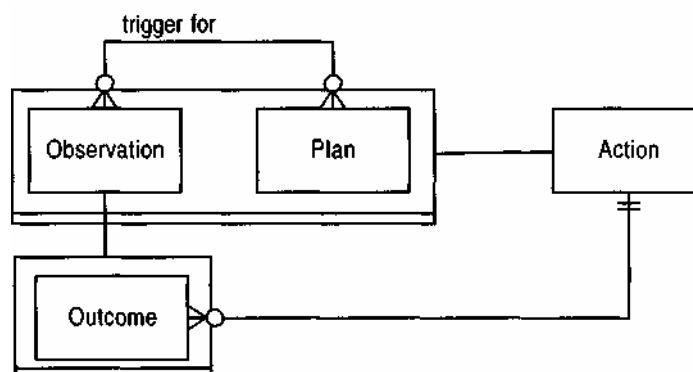 trigger for
Observation
Plan
Action
Outcome